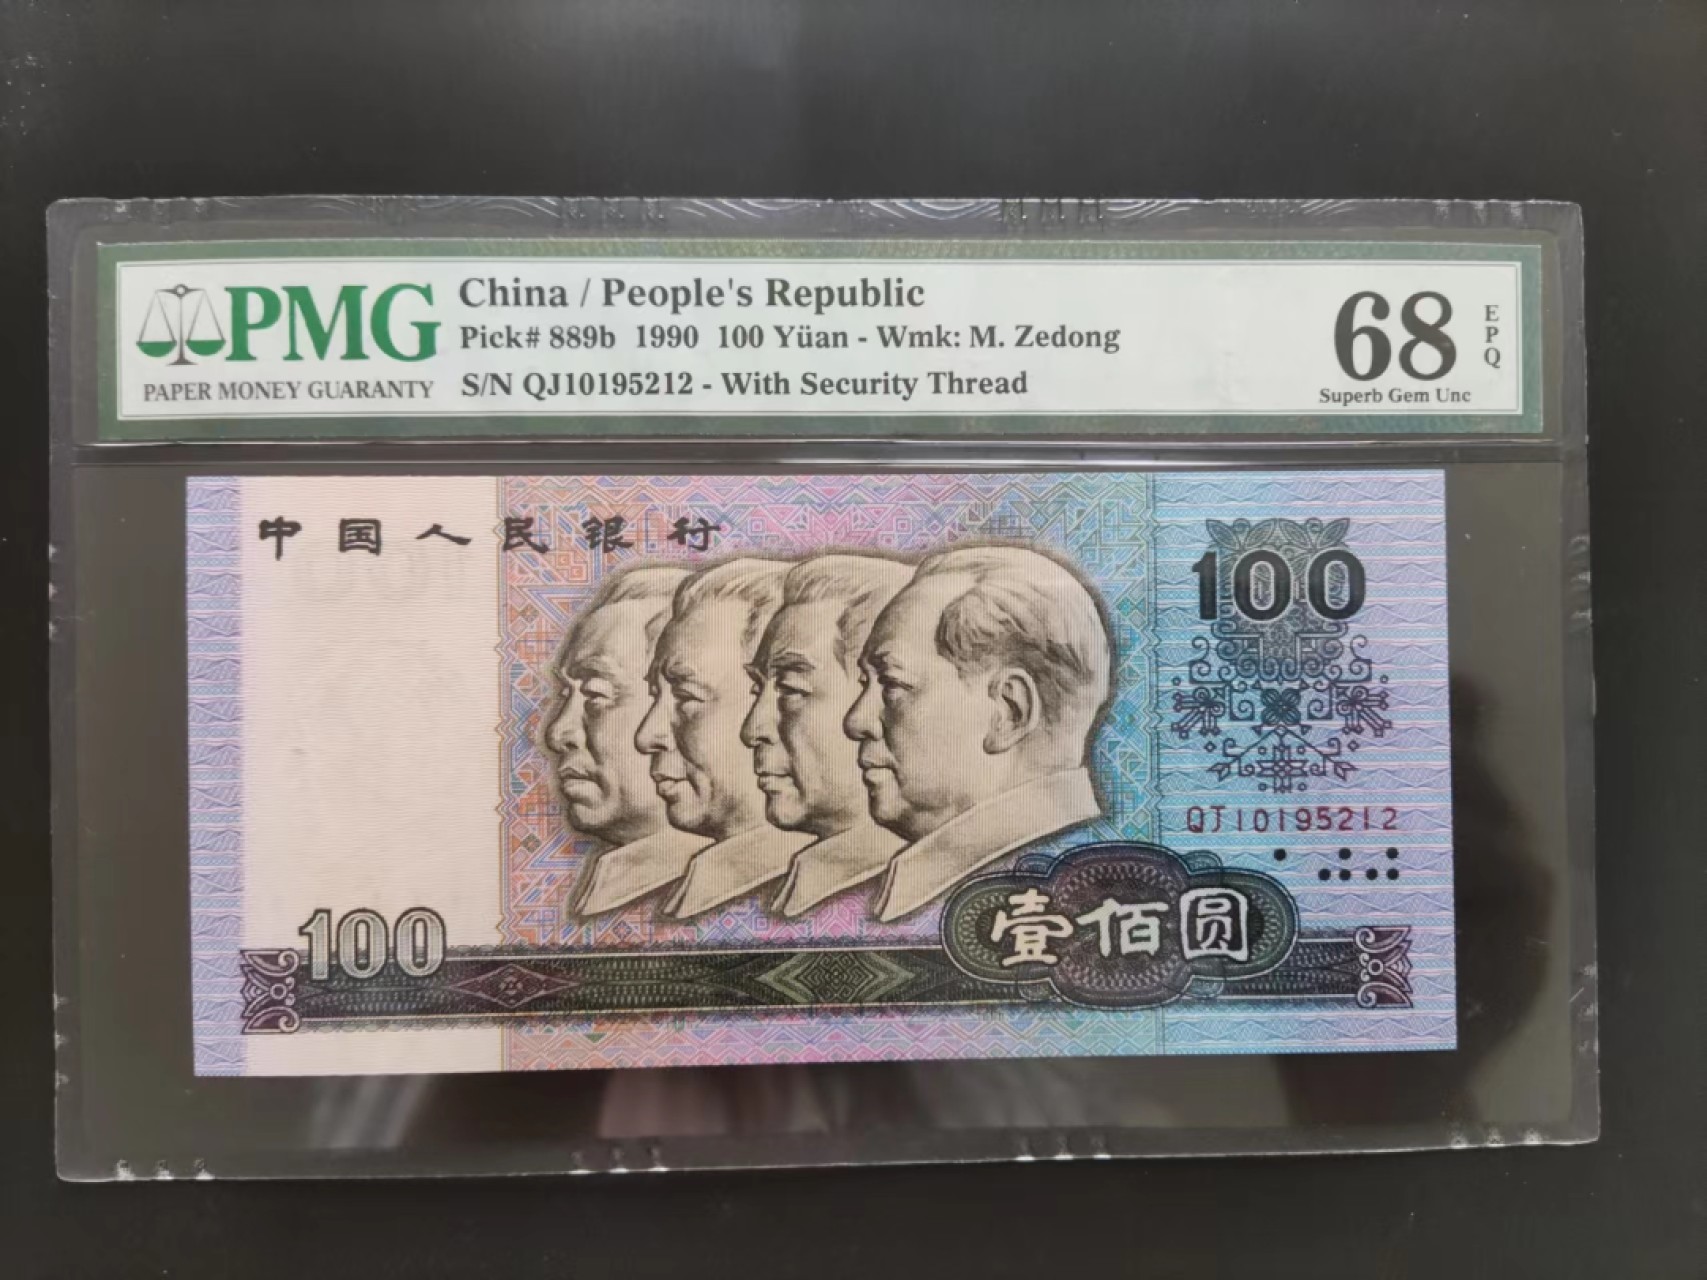 PMG
PAPER MONEY GUARANTY
China / People's Republic
Pick# 889b 1990 100 Yüan - Wmk: M. Zedong
S/N QJ10195212 - With Security Thread
68
EPQ
Superb Gem Unc
中国人民银行
100
QJ10195212
100
壹佰圆